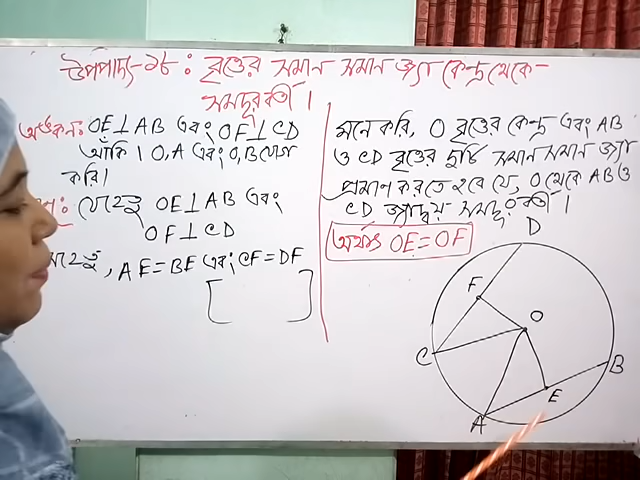 উপপাদ্য-১৮ : বৃত্তের সমান সমান জ্যা কেন্দ্র থেকে-
সমদূরবর্তী ।
অঙ্কন: OE⊥AB এবং OF⊥CD
আঁকি । O,A এবং O,B যোগ
করি ।
যেহেতু OE⊥AB এবং
OF⊥CD
, AE=BE এবং CF=DF
[ ]
মনে করি, O বৃত্তের কেন্দ্র এবং AB
ও CD বৃত্তের দুটি সমান সমান জ্যা
প্রমাণ করতে হবে যে, O থেকে AB ও
CD জ্যাদ্বয় সমদূরবর্তী ।
অর্থাৎ OE=OF
D
F
O
C
B
E
A